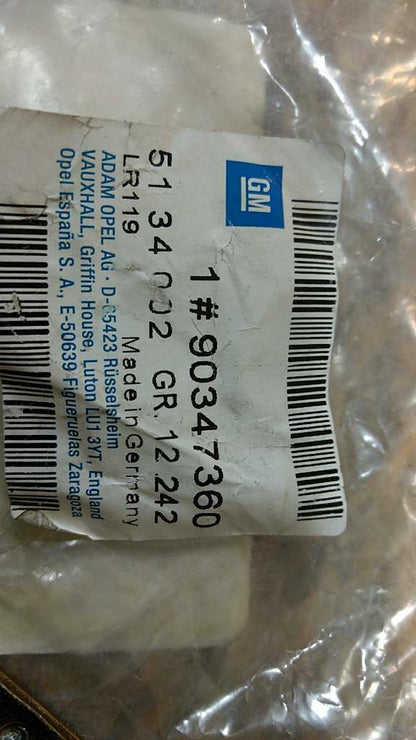 GM
1 # 90347360
51 34 002 GR. 12.242
LR119 Made in Germany
ADAM OPEL AG · D-65423 Rüsselsheim
VAUXHALL, Griffin House, Luton LU1 3YT, England
Opel España S. A., E-50639 Figueruelas Zaragoza